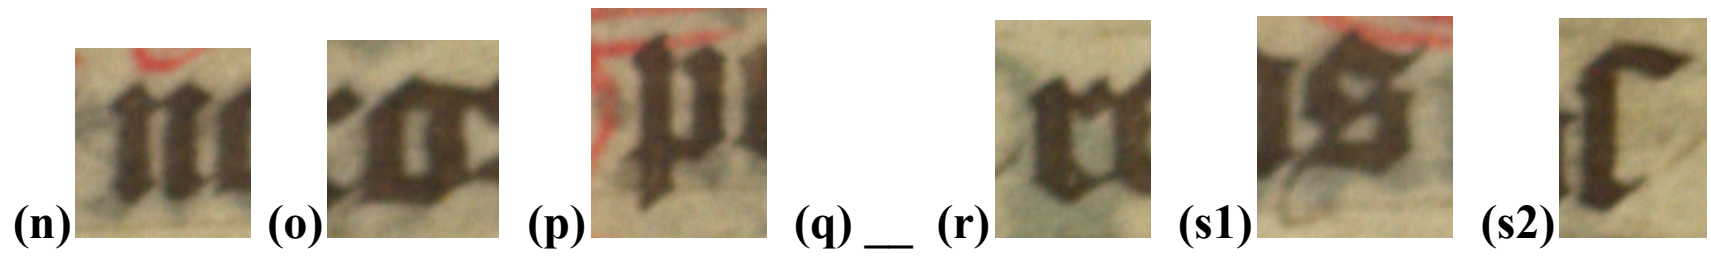 (n) n (o) o (p) p (q) __ (r) r (s1) s (s2) ſ